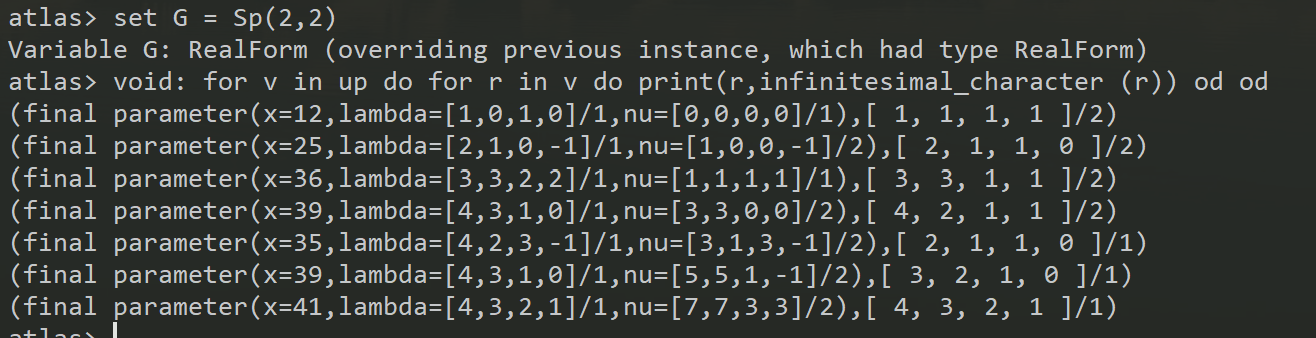 atlas> set G = Sp(2,2)
Variable G: RealForm (overriding previous instance, which had type RealForm)
atlas> void: for v in up do for r in v do print(r,infinitesimal_character (r)) od od
(final parameter(x=12,lambda=[1,0,1,0]/1,nu=[0,0,0,0]/1),[ 1, 1, 1, 1 ]/2)
(final parameter(x=25,lambda=[2,1,0,-1]/1,nu=[1,0,0,-1]/2),[ 2, 1, 1, 0 ]/2)
(final parameter(x=36,lambda=[3,3,2,2]/1,nu=[1,1,1,1]/1),[ 3, 3, 1, 1 ]/2)
(final parameter(x=39,lambda=[4,3,1,0]/1,nu=[3,3,0,0]/2),[ 4, 2, 1, 1 ]/2)
(final parameter(x=35,lambda=[4,2,3,-1]/1,nu=[3,1,3,-1]/2),[ 2, 1, 1, 0 ]/1)
(final parameter(x=39,lambda=[4,3,1,0]/1,nu=[5,5,1,-1]/2),[ 3, 2, 1, 0 ]/1)
(final parameter(x=41,lambda=[4,3,2,1]/1,nu=[7,7,3,3]/2),[ 4, 3, 2, 1 ]/1)
atlas>